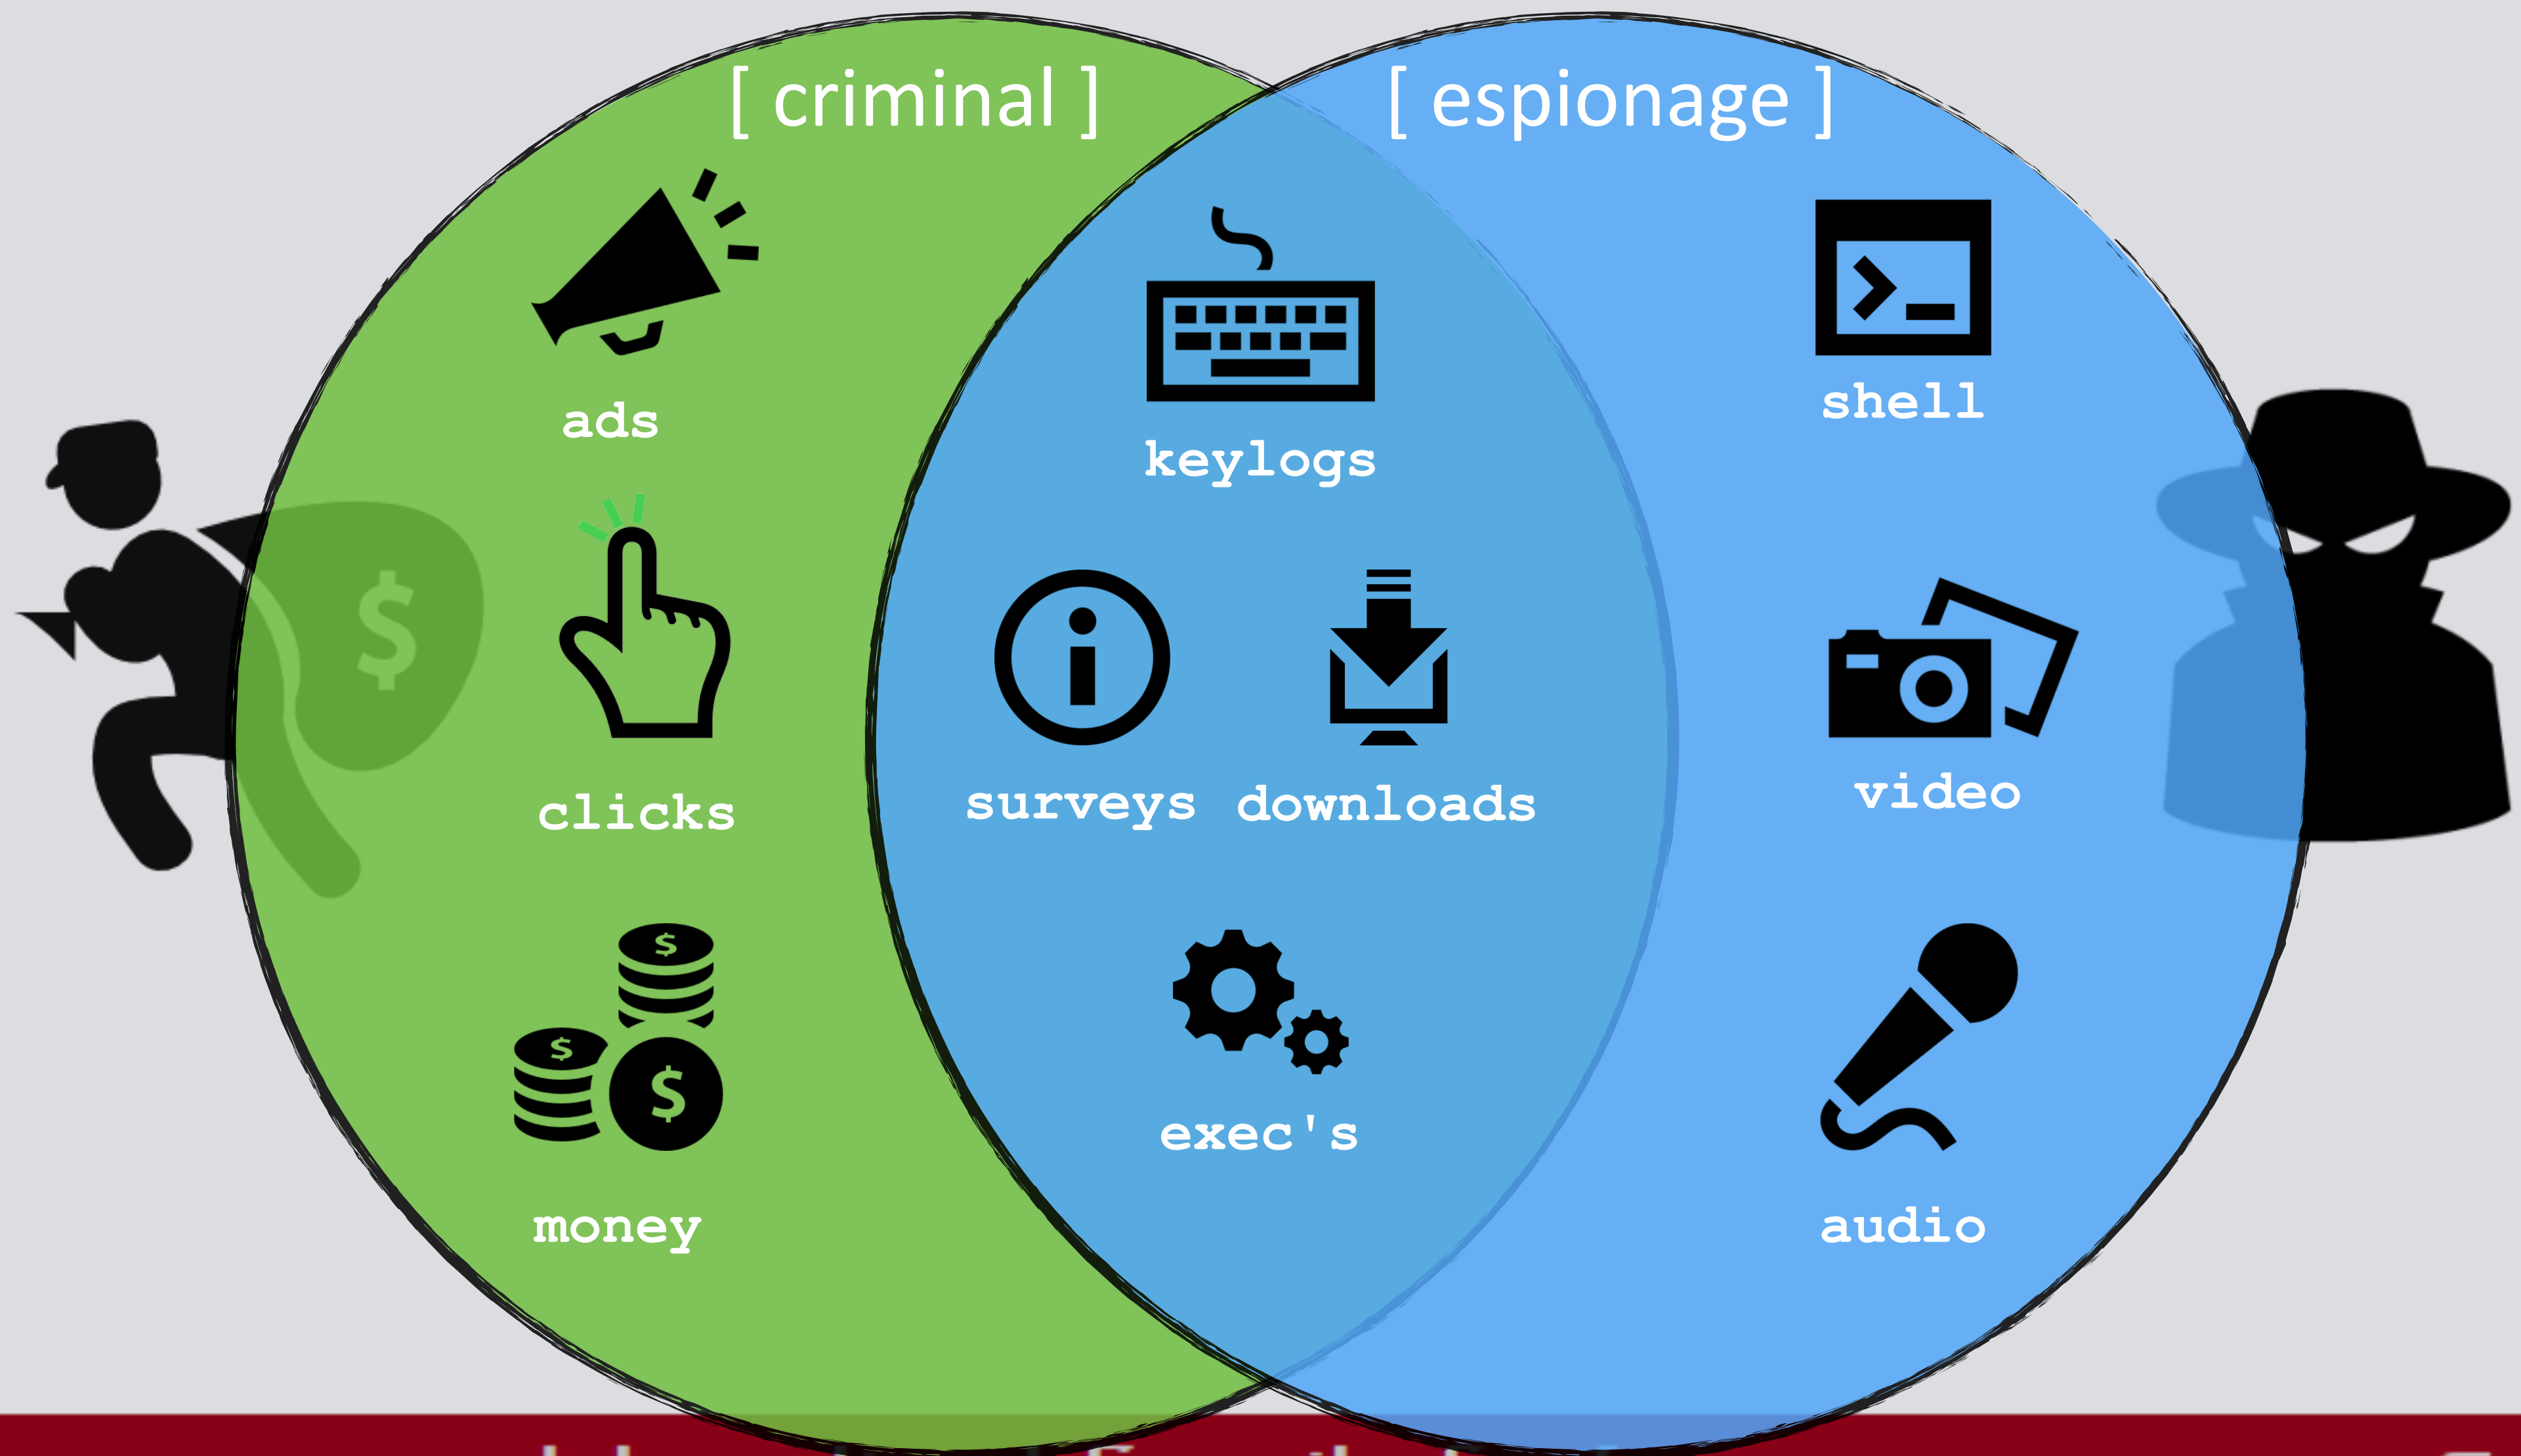 [ criminal ] [ espionage ]
ads
clicks
money
keylogs
surveys downloads
exec's
shell
video
audio
$
$
$
$